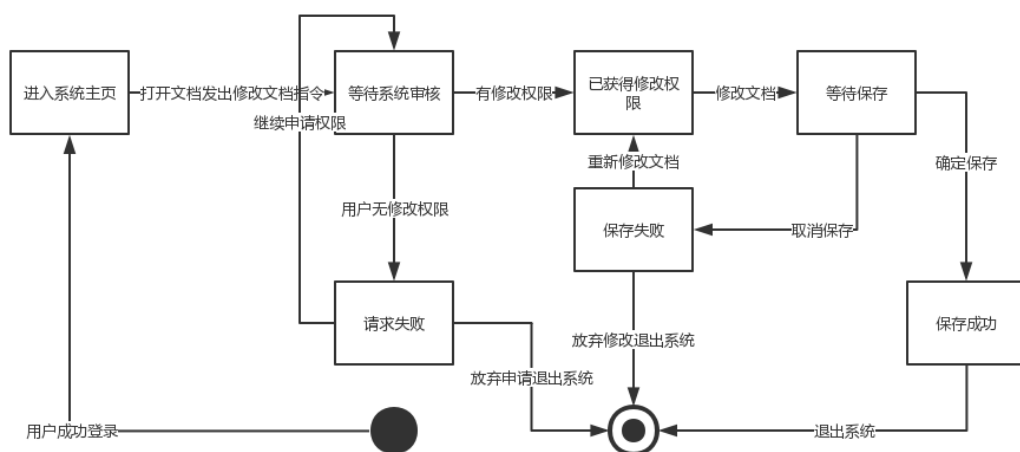 进入系统主页
打开文档发出修改文档指令
等待系统审核
有修改权限
已获得修改权
限
修改文档
等待保存
继续申请权限
重新修改文档
确定保存
用户无修改权限
保存失败
取消保存
请求失败
保存成功
放弃修改退出系统
放弃申请退出系统
用户成功登录
退出系统